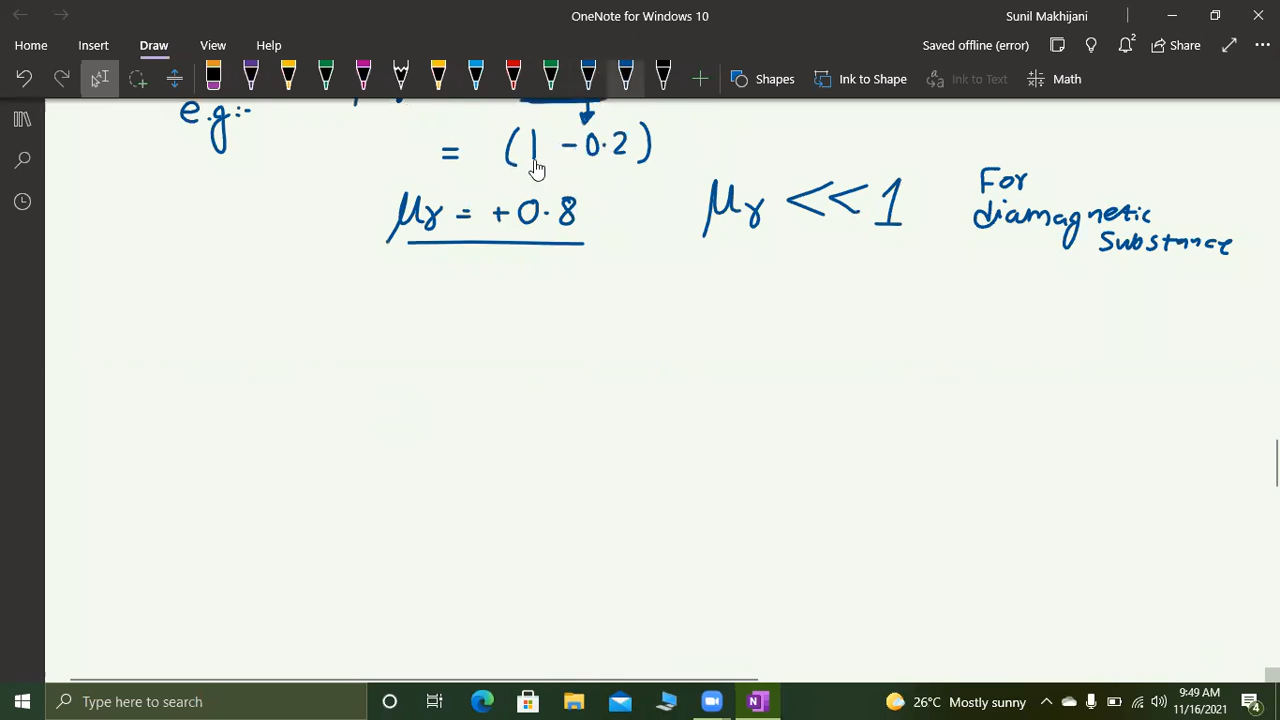 OneNote for Windows 10
Sunil Makhijani
Home Insert Draw View Help
Saved offline (error)
Share
Shapes
Ink to Shape
Ink to Text
Math
e.g:-
= (1 -0.2)
μr = +0.8
μr <<1
For
diamagnetic
Substance
Type here to search
26°C Mostly sunny
9:49 AM
11/16/2021
4